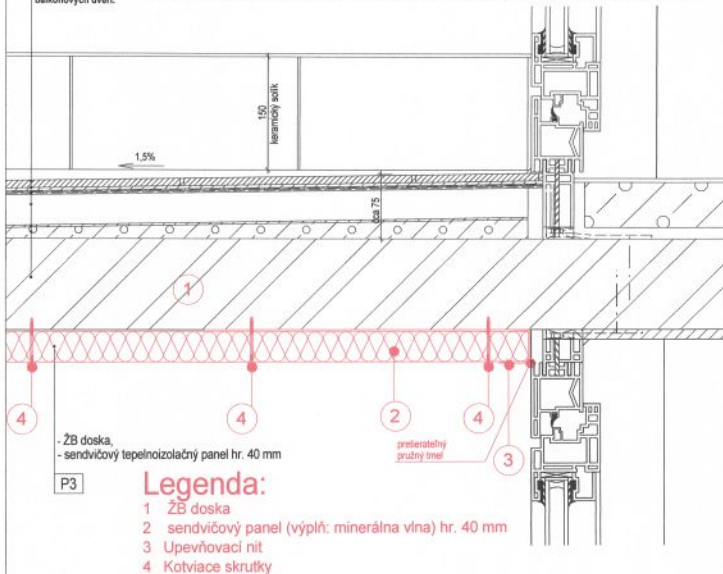 balkónových dverí.
150
keramický solík
1,5%
cca 75
1
4
4
2
4
3
pretierateľný
pružný tmel
- ŽB doska,
- sendvičový tepelnoizolačný panel hr. 40 mm
P3
Legenda:
1 ŽB doska
2 sendvičový panel (výplň: minerálna vlna) hr. 40 mm
3 Upevňovací nit
4 Kotviace skrutky